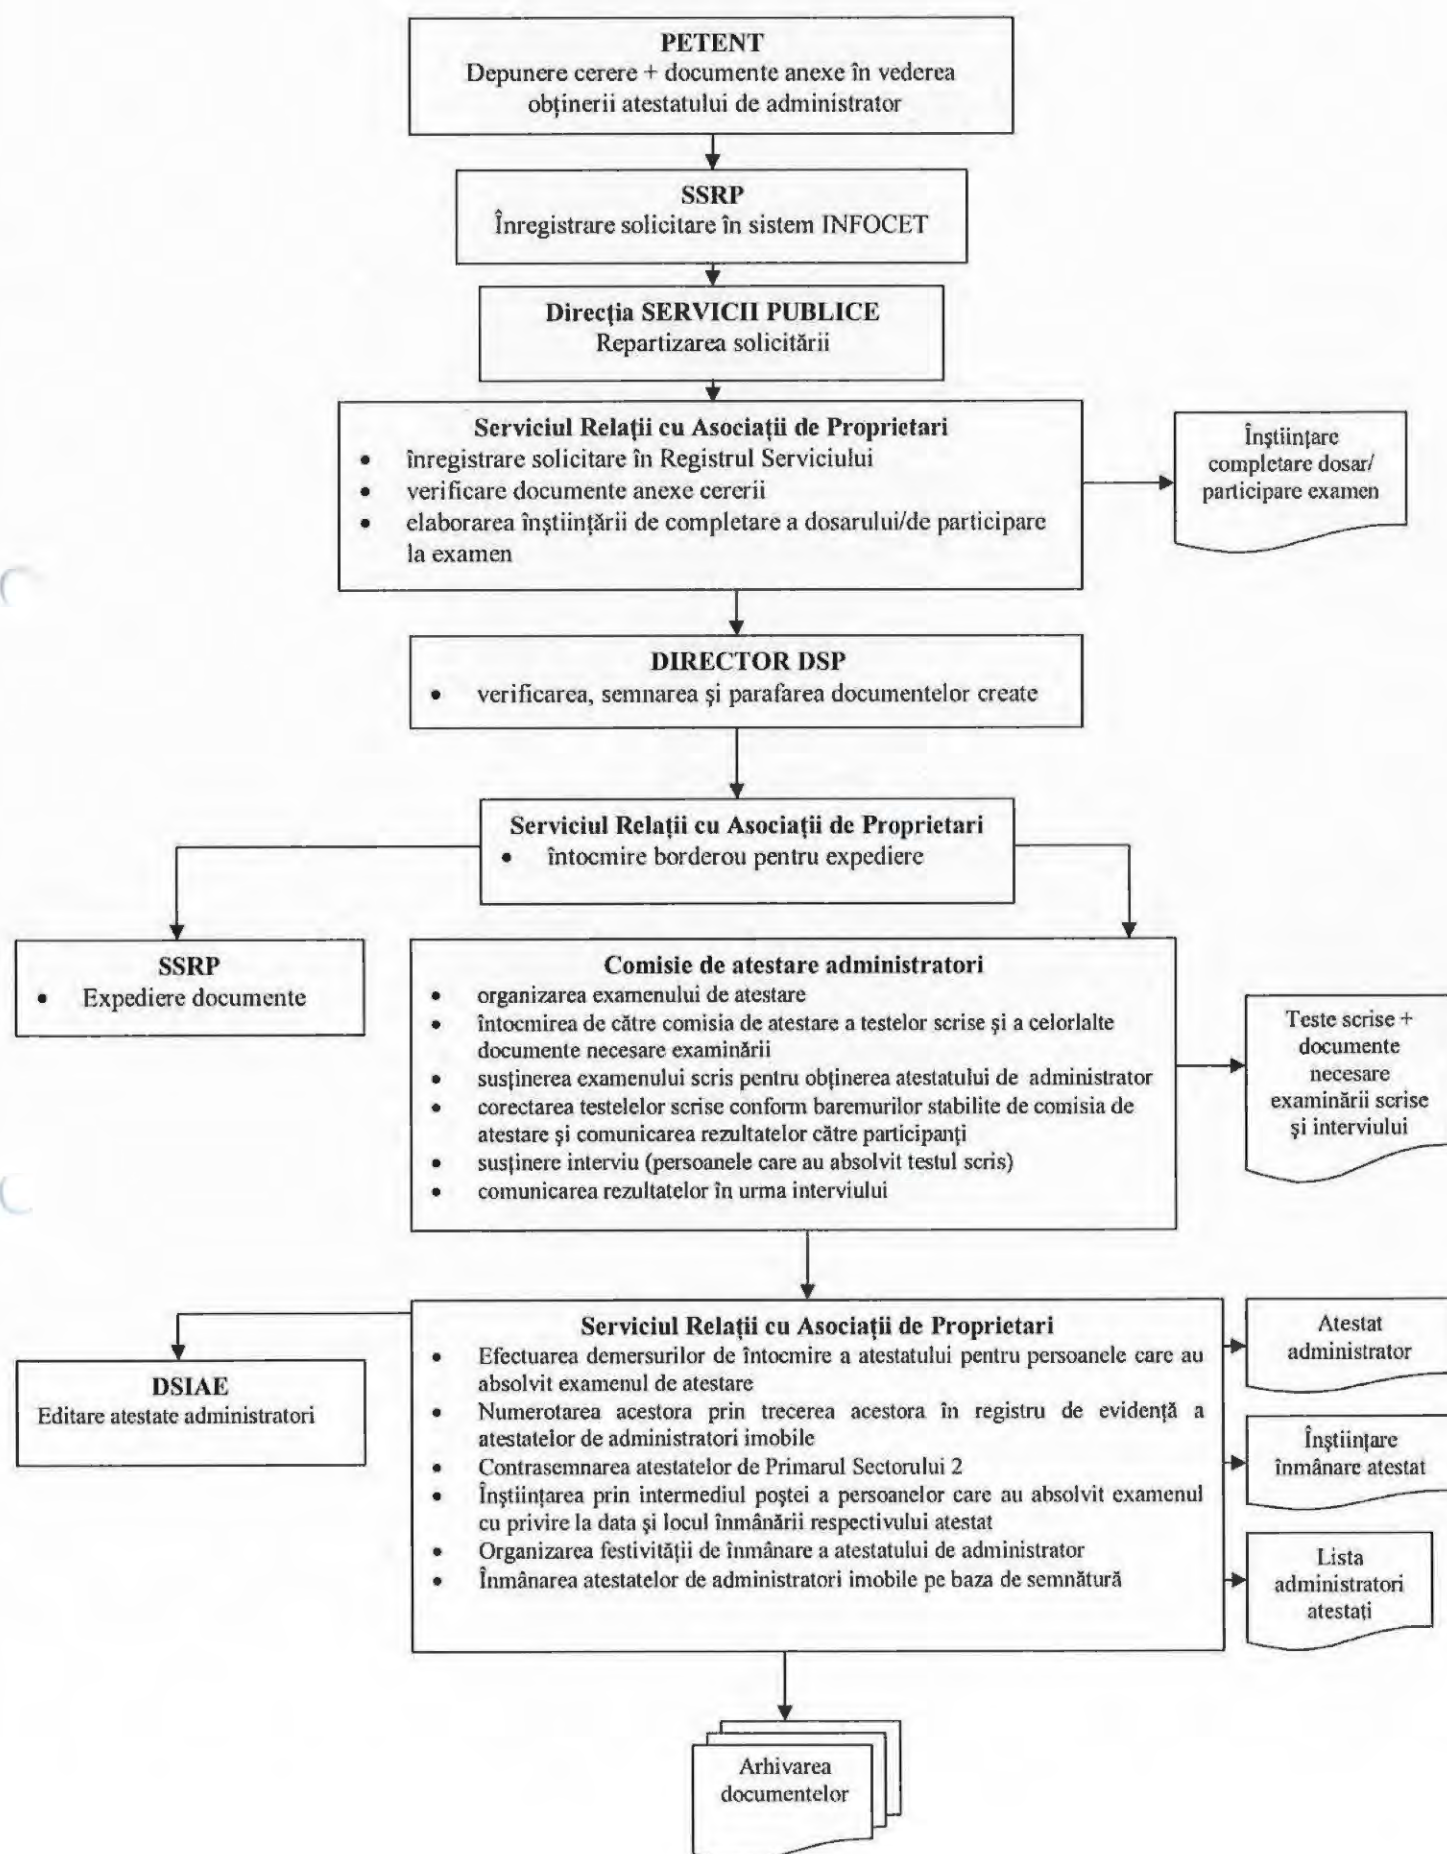 PETENT
Depunere cerere + documente anexe în vederea
obținerii atestatului de administrator
SSRP
Înregistrare solicitare în sistem INFOCET
Direcția SERVICII PUBLICE
Repartizarea solicitării
Serviciul Relații cu Asociații de Proprietari
• înregistrare solicitare în Registrul Serviciului
• verificare documente anexe cererii
• elaborarea înștiințării de completare a dosarului/de participare
la examen
Înștiințare
completare dosar/
participare examen
DIRECTOR DSP
• verificarea, semnarea și parafarea documentelor create
Serviciul Relații cu Asociații de Proprietari
• întocmire borderou pentru expediere
SSRP
• Expediere documente
Comisie de atestare administratori
• organizarea examenului de atestare
• întocmirea de către comisia de atestare a testelor scrise și a celorlalte
documente necesare examinării
• susținerea examenului scris pentru obținerea atestatului de administrator
• corectarea testelelor scrise conform baremurilor stabilite de comisia de
atestare și comunicarea rezultatelor către participanți
• susținere interviu (persoanele care au absolvit testul scris)
• comunicarea rezultatelor în urma interviului
Teste scrise +
documente
necesare
examinării scrise
și interviului
DSIAE
Editare atestate administratori
Serviciul Relații cu Asociații de Proprietari
• Efectuarea demersurilor de întocmire a atestatului pentru persoanele care au
absolvit examenul de atestare
• Numerotarea acestora prin trecerea acestora în registru de evidență a
atestatelor de administratori imobile
• Contrasemnarea atestatelor de Primarul Sectorului 2
• Înștiințarea prin intermediul poștei a persoanelor care au absolvit examenul
cu privire la data și locul înmânării respectivului atestat
• Organizarea festivității de înmânare a atestatului de administrator
• Înmânarea atestatelor de administratori imobile pe baza de semnătură
Atestat
administrator
Înștiințare
înmânare atestat
Lista
administratori
atestați
Arhivarea
documentelor